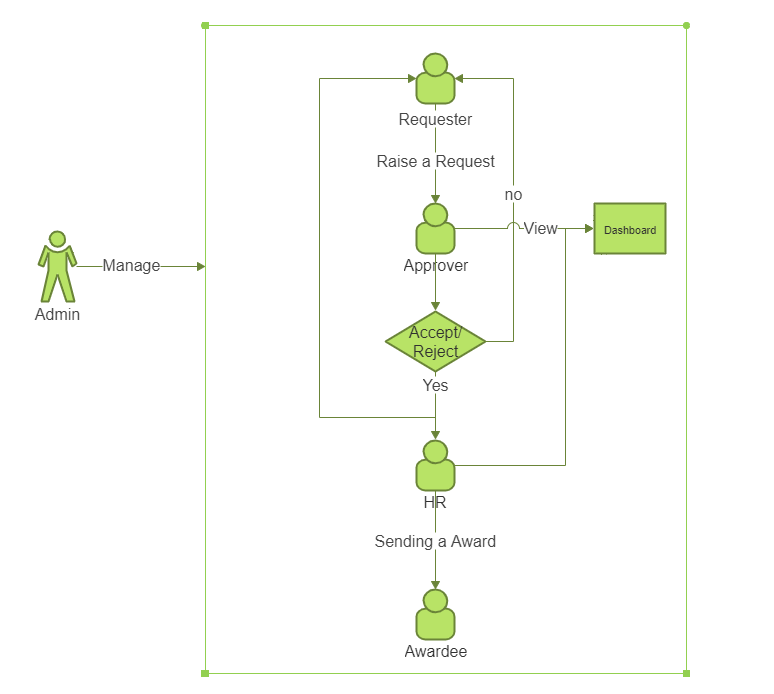 Requester
Raise a Request
no
View
Dashboard
Approver
Manage
Admin
Accept/
Reject
Yes
HR
Sending a Award
Awardee